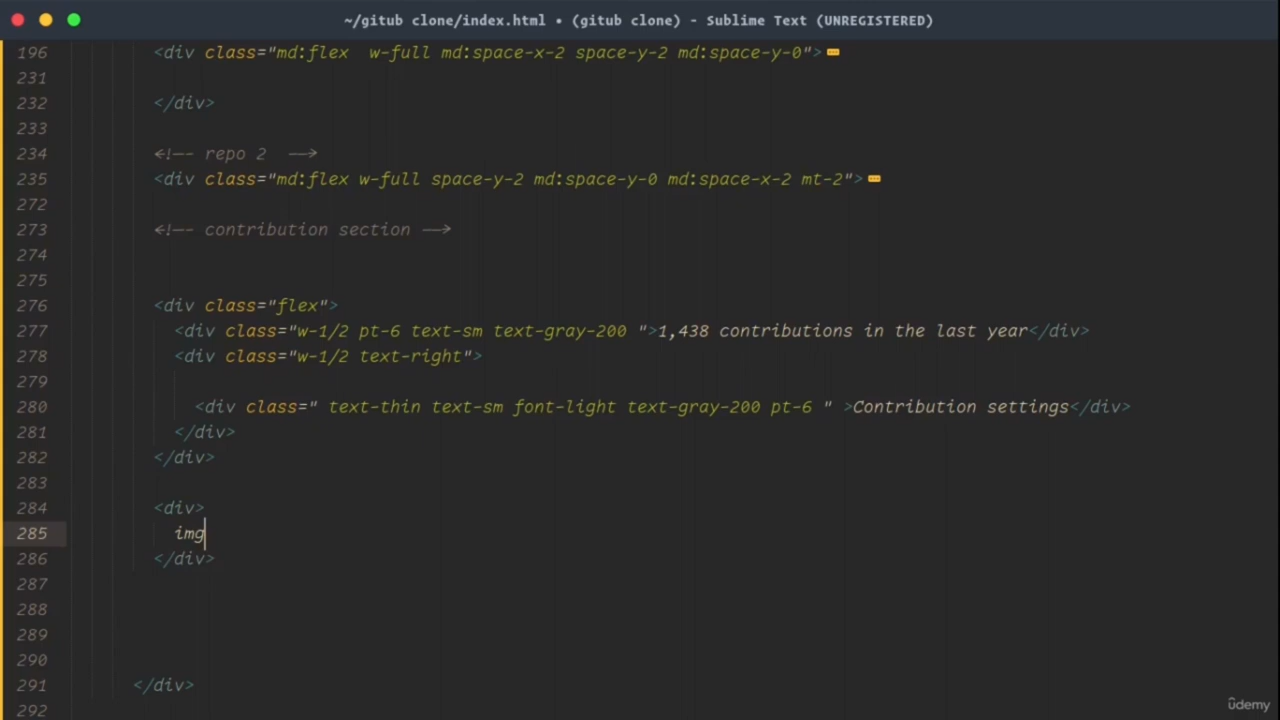 ~/gitub clone/index.html • (gitub clone) - Sublime Text (UNREGISTERED)
196 <div class="md:flex  w-full md:space-x-2 space-y-2 md:space-y-0">
231
232 </div>
233
234 <!-- repo 2  -->
235 <div class="md:flex w-full space-y-2 md:space-y-0 md:space-x-2 mt-2">
272
273 <!-- contribution section -->
274
275
276 <div class="flex">
277 <div class="w-1/2 pt-6 text-sm text-gray-200 ">1,438 contributions in the last year</div>
278 <div class="w-1/2 text-right">
279
280 <div class=" text-thin text-sm font-light text-gray-200 pt-6 " >Contribution settings</div>
281 </div>
282 </div>
283
284 <div>
285 img
286 </div>
287
288
289
290
291 </div>
292
udemy